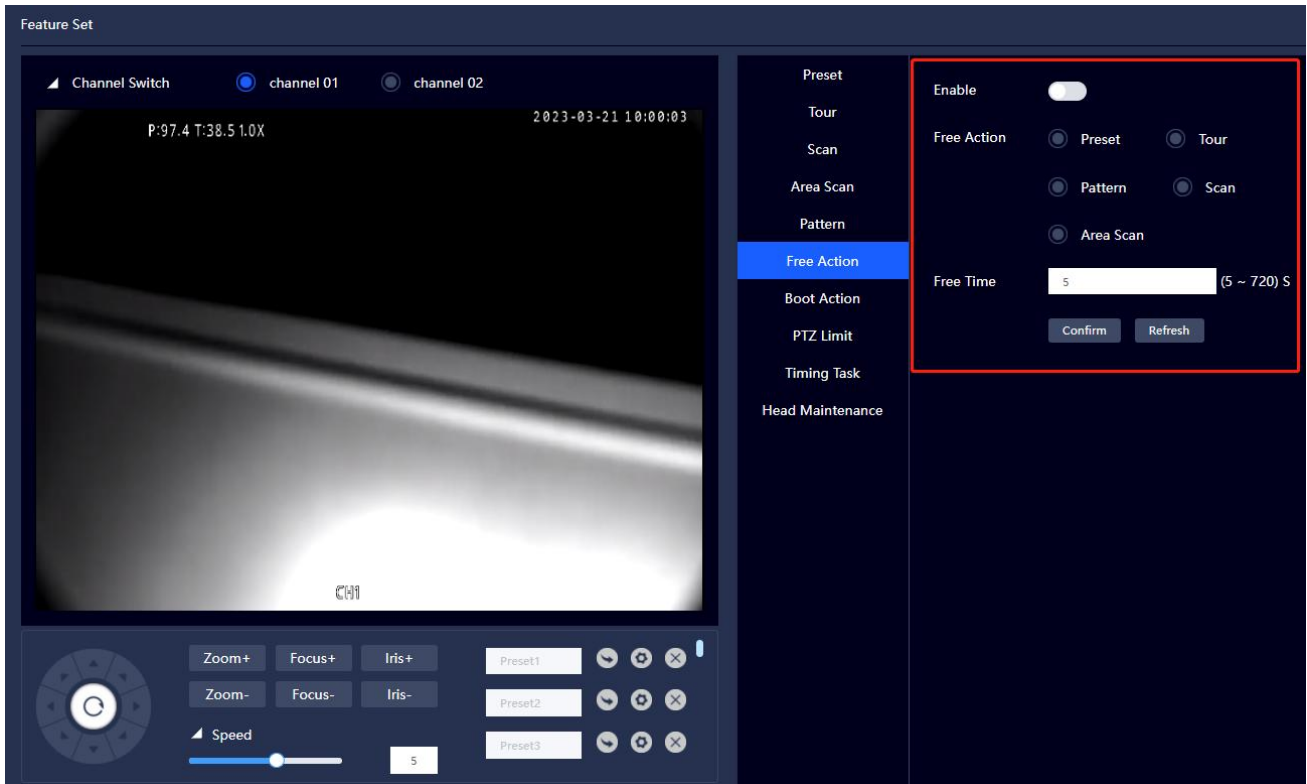 Feature Set
Channel Switch channel 01 channel 02
P:97.4 T:38.5 1.0X
2023-03-21 10:00:03
CH1
Zoom+ Focus+ Iris+
Zoom- Focus- Iris-
Speed
5
Preset1
Preset2
Preset3
Preset
Tour
Scan
Area Scan
Pattern
Free Action
Boot Action
PTZ Limit
Timing Task
Head Maintenance
Enable
Free Action Preset Tour
Pattern Scan
Area Scan
Free Time 5 (5 ~ 720) S
Confirm Refresh